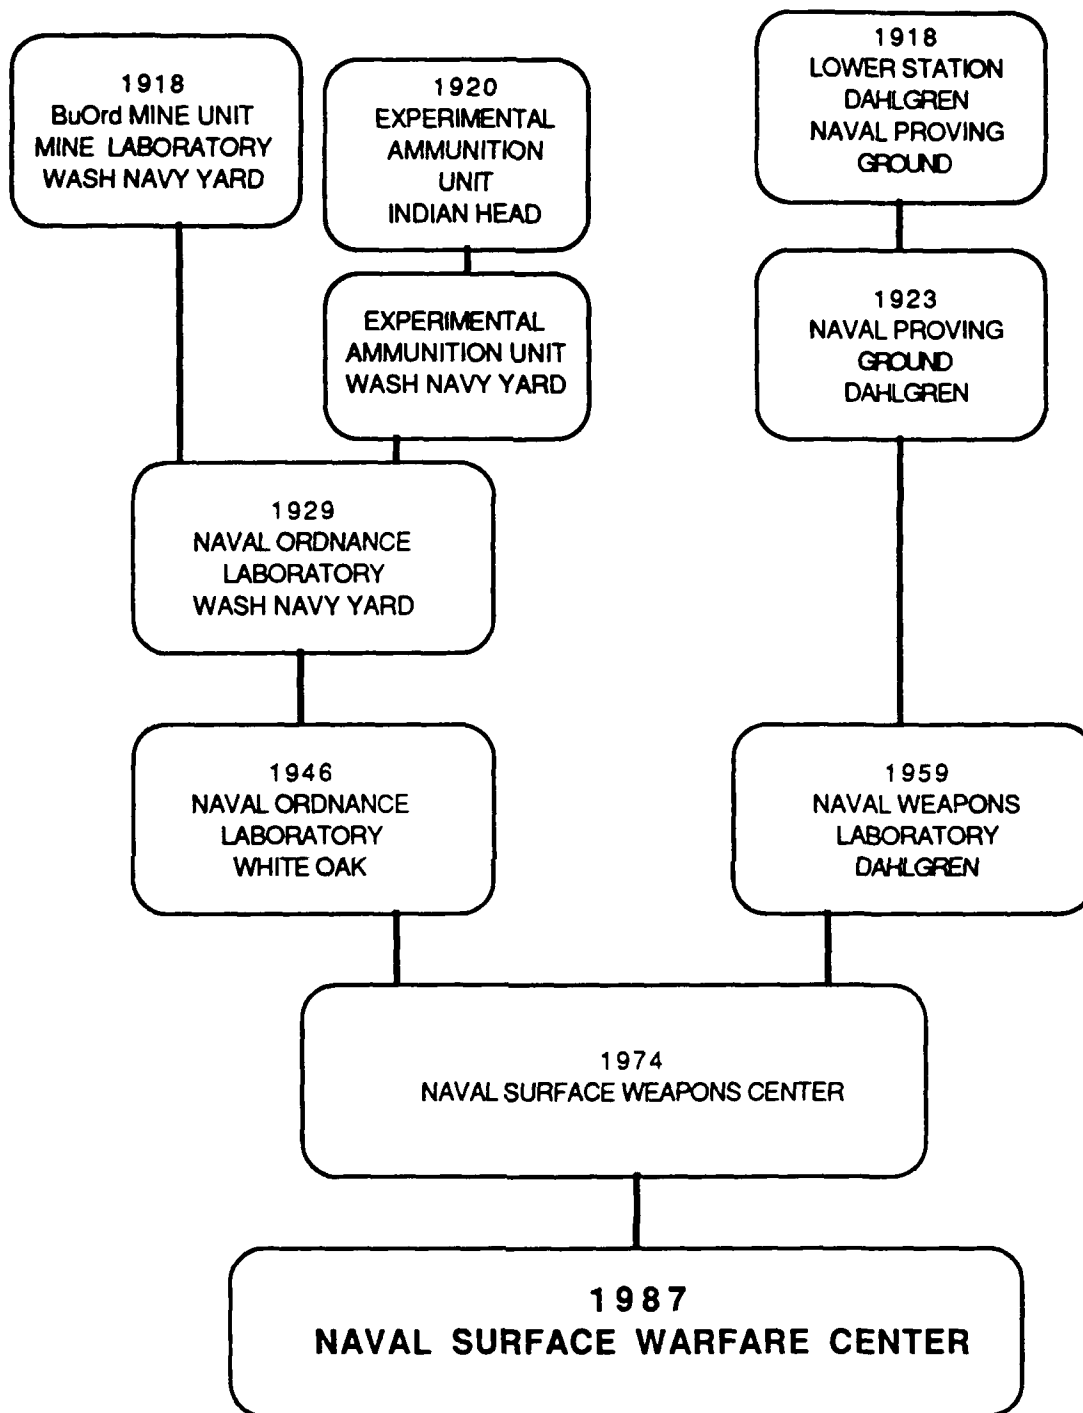 1918
BuOrd MINE UNIT
MINE LABORATORY
WASH NAVY YARD
1920
EXPERIMENTAL
AMMUNITION
UNIT
INDIAN HEAD
1918
LOWER STATION
DAHLGREN
NAVAL PROVING
GROUND
EXPERIMENTAL
AMMUNITION UNIT
WASH NAVY YARD
1923
NAVAL PROVING
GROUND
DAHLGREN
1929
NAVAL ORDNANCE
LABORATORY
WASH NAVY YARD
1946
NAVAL ORDNANCE
LABORATORY
WHITE OAK
1959
NAVAL WEAPONS
LABORATORY
DAHLGREN
1974
NAVAL SURFACE WEAPONS CENTER
1987
NAVAL SURFACE WARFARE CENTER